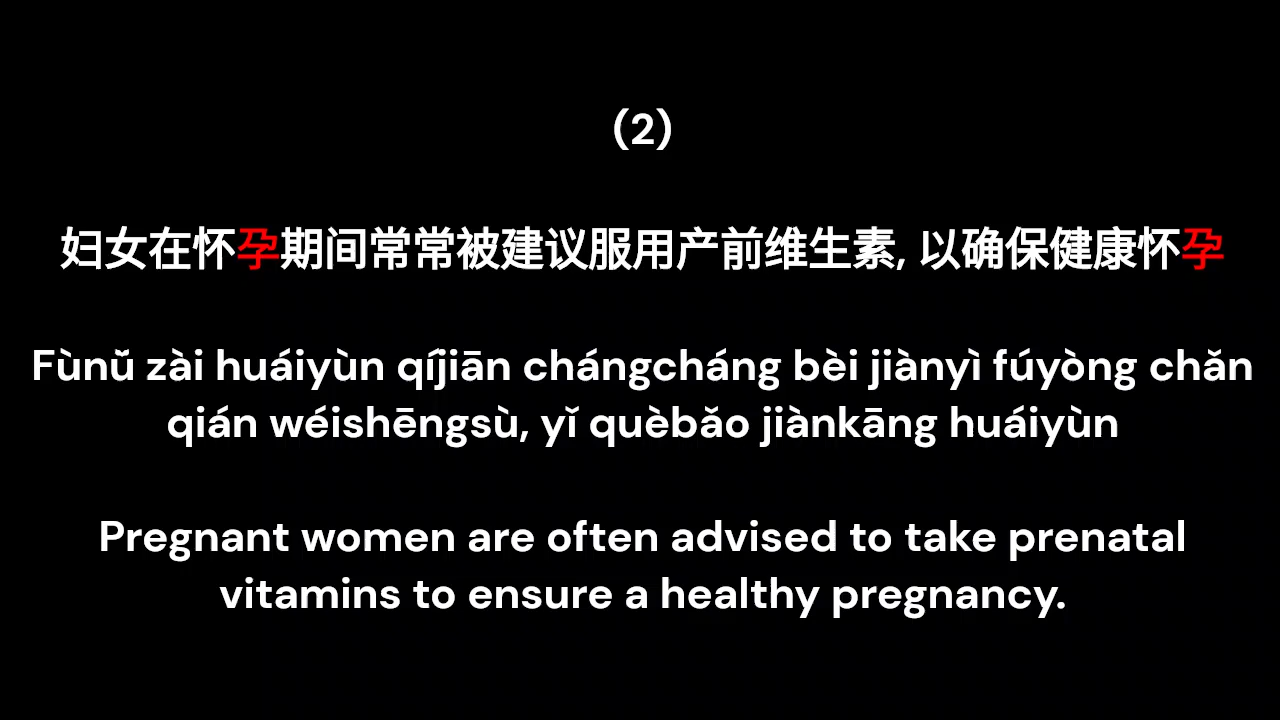 (2)
妇女在怀孕期间常常被建议服用产前维生素, 以确保健康怀孕
Fùnǚ zài huáiyùn qíjiān chángcháng bèi jiànyì fúyòng chǎn
qián wéishēngsù, yǐ quèbǎo jiànkāng huáiyùn
Pregnant women are often advised to take prenatal
vitamins to ensure a healthy pregnancy.